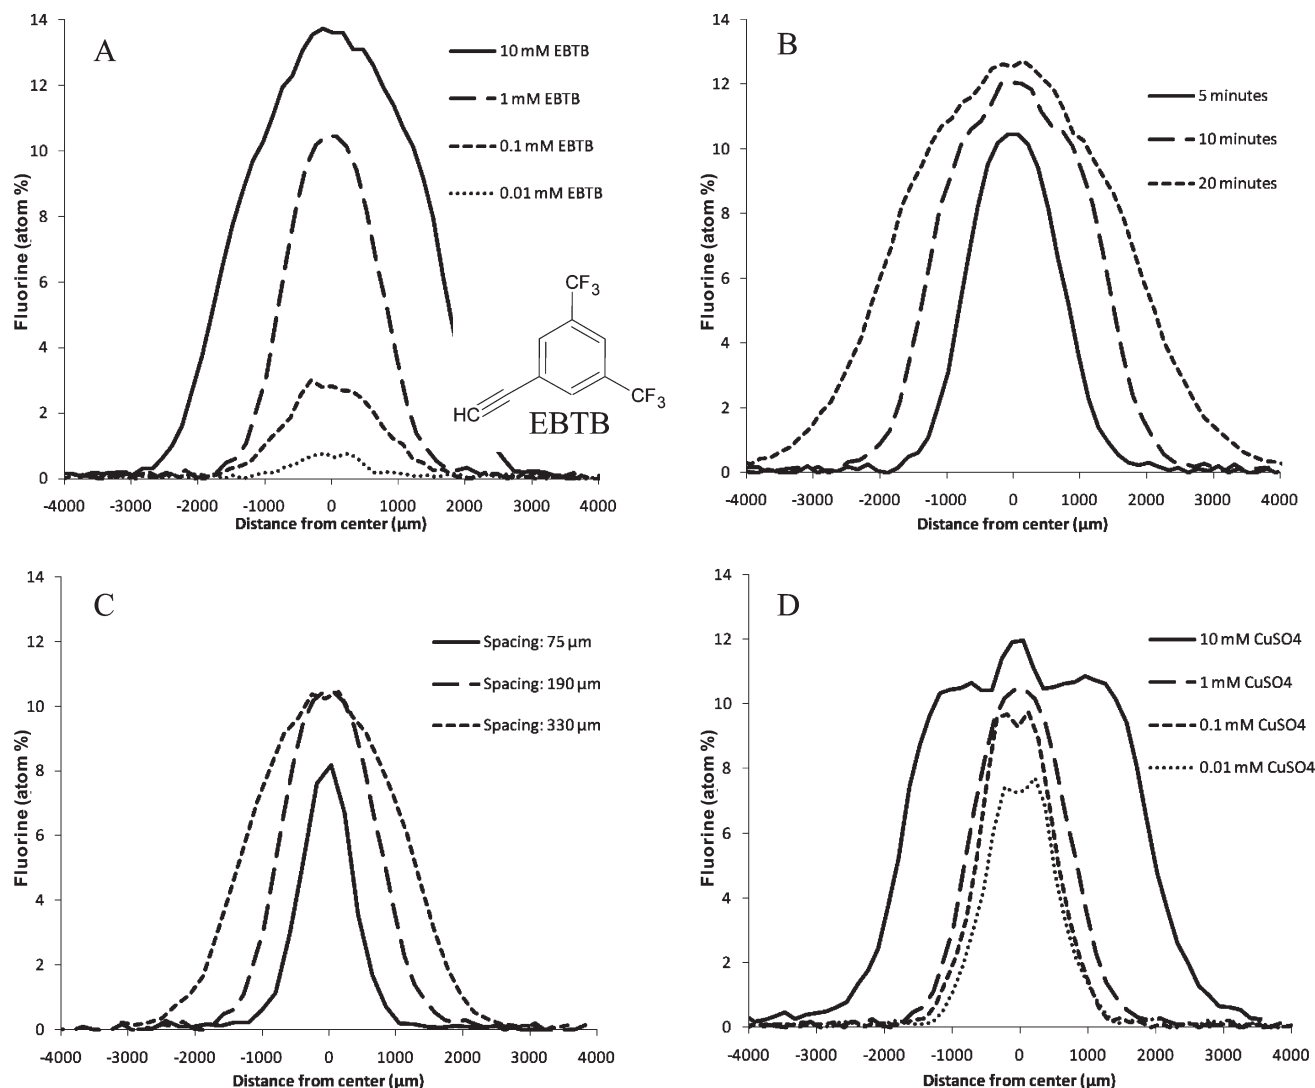 A
14
12
10
8
6
4
2
0
Fluorine (atom %)
-4000 -3000 -2000 -1000 0 1000 2000 3000 4000
Distance from center (µm)
10 mM EBTB
1 mM EBTB
0.1 mM EBTB
0.01 mM EBTB
CF3
CF3
HC
EBTB
B
14
12
10
8
6
4
2
0
Fluorine (atom %)
-4000 -3000 -2000 -1000 0 1000 2000 3000 4000
Distance from center (µm)
5 minutes
10 minutes
20 minutes
C
14
12
10
8
6
4
2
0
Fluorine (atom %)
-4000 -3000 -2000 -1000 0 1000 2000 3000 4000
Distance from center (µm)
Spacing: 75 µm
Spacing: 190 µm
Spacing: 330 µm
D
14
12
10
8
6
4
2
0
Fluorine (atom %)
-4000 -3000 -2000 -1000 0 1000 2000 3000 4000
Distance from center (µm)
10 mM CuSO4
1 mM CuSO4
0.1 mM CuSO4
0.01 mM CuSO4